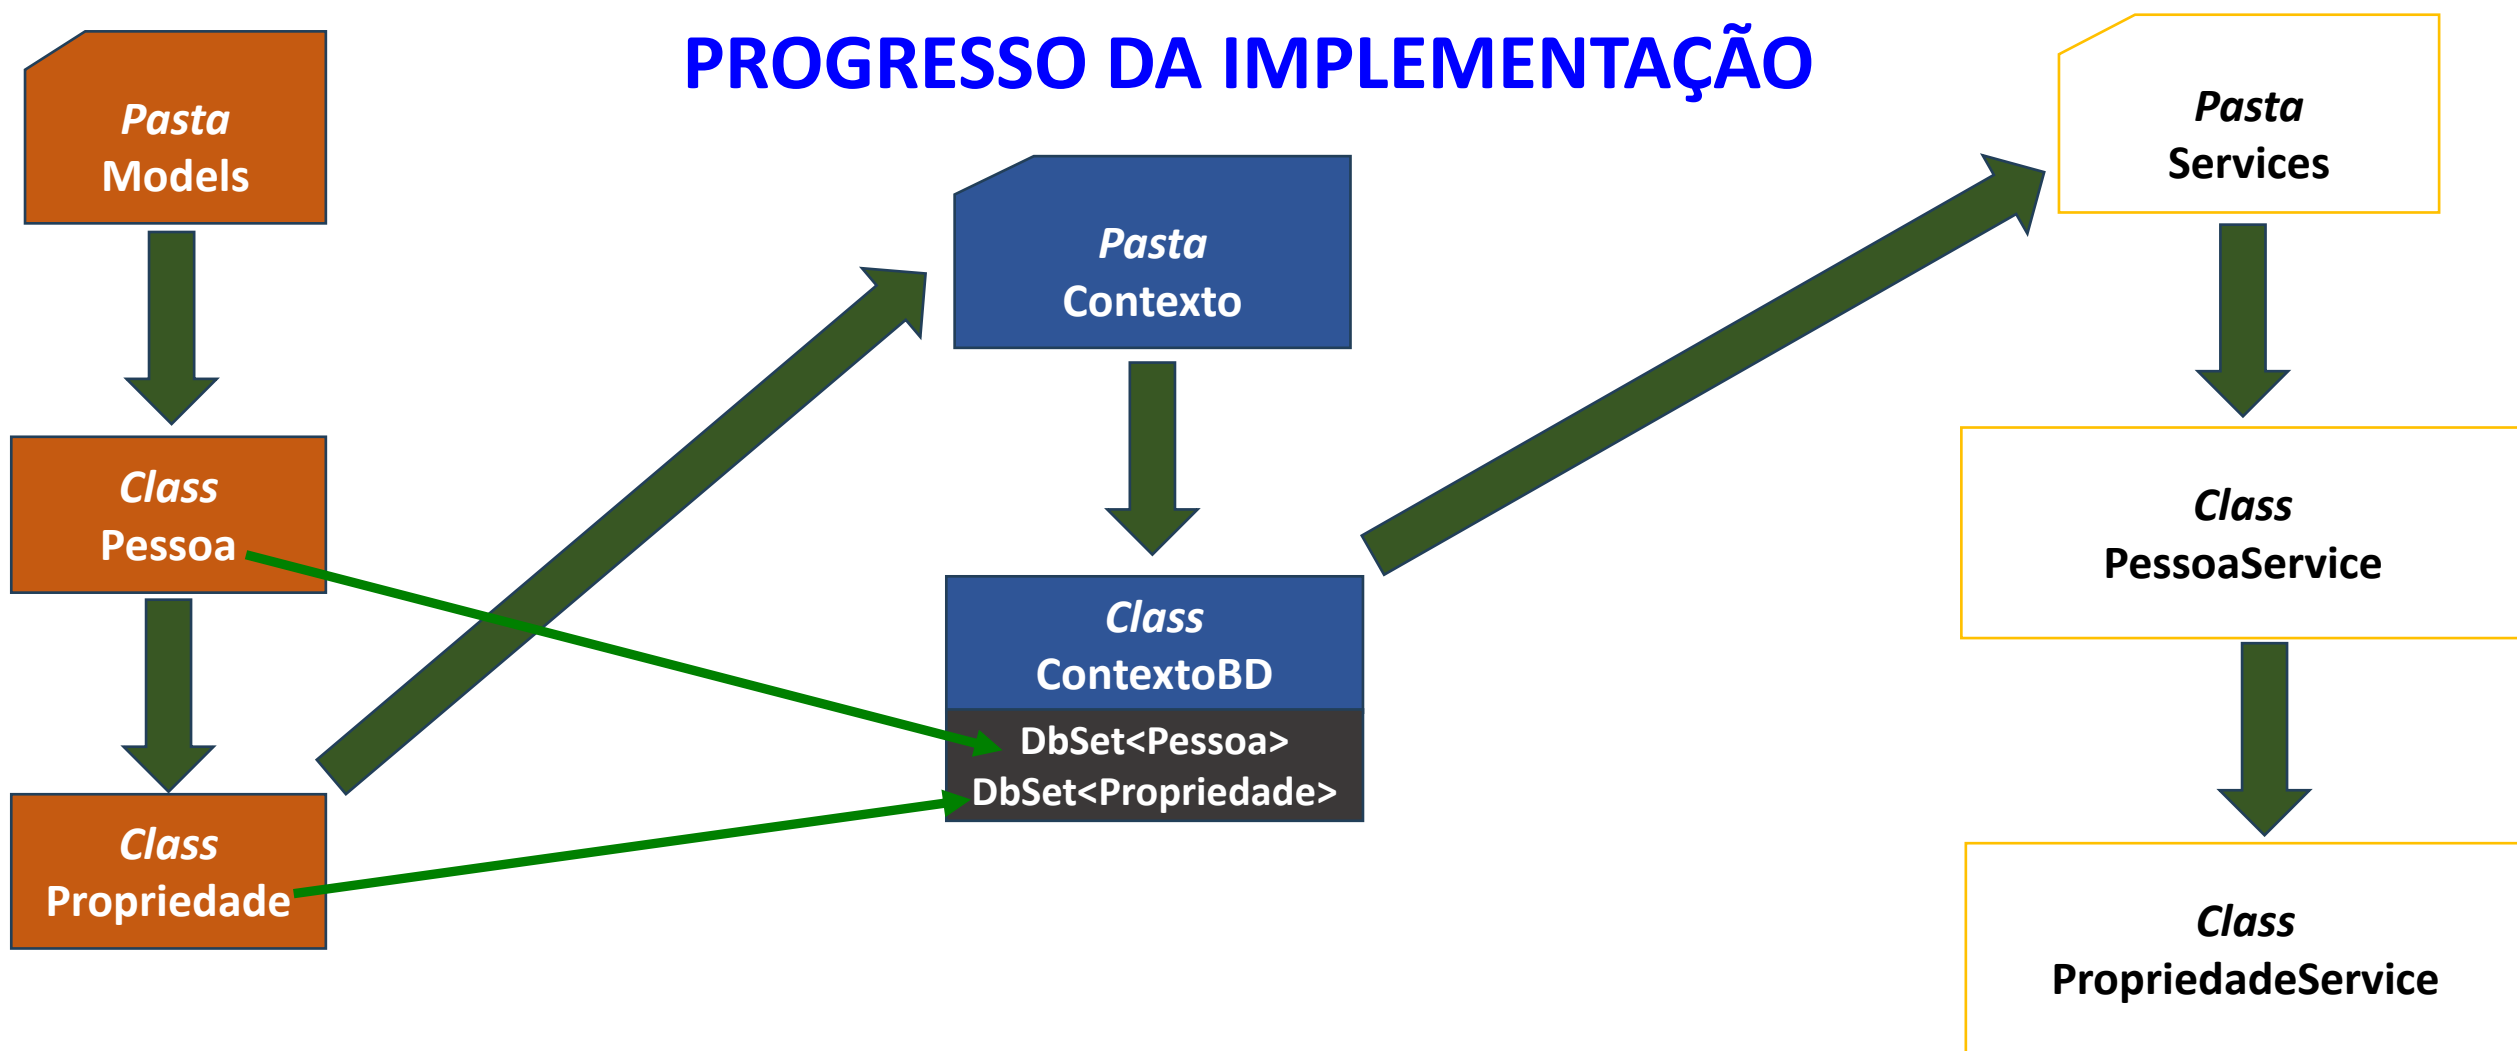 PROGRESSO DA IMPLEMENTAÇÃO
Pasta
Models
Class
Pessoa
Class
Propriedade
Pasta
Contexto
Class
ContextoBD
DbSet<Pessoa>
DbSet<Propriedade>
Pasta
Services
Class
PessoaService
Class
PropriedadeService